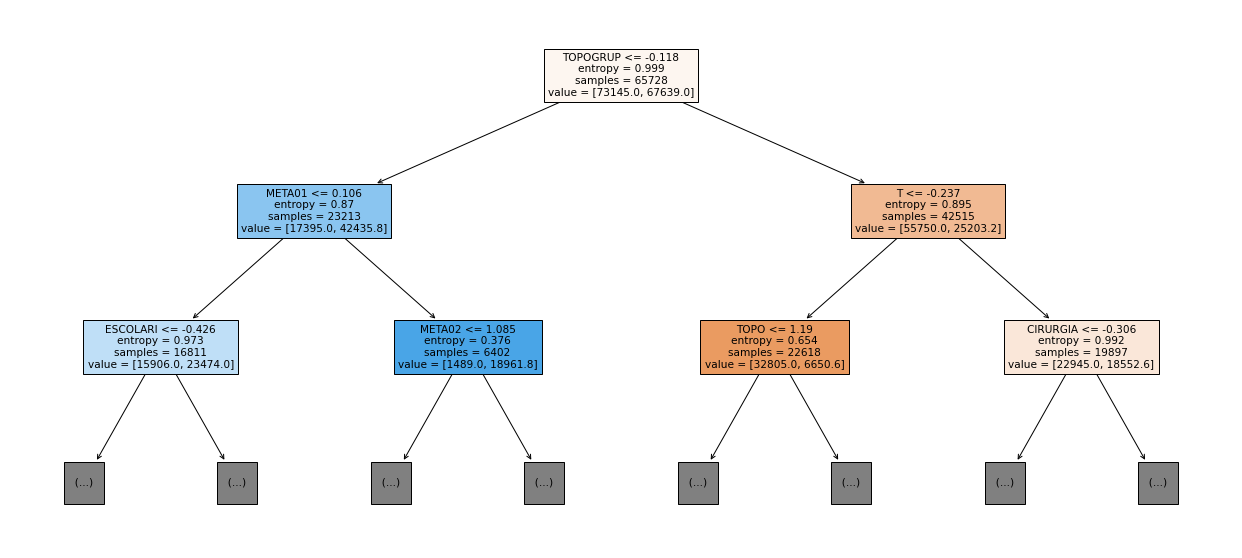 TOPOGRUP <= -0.118
entropy = 0.999
samples = 65728
value = [73145.0, 67639.0]
META01 <= 0.106
entropy = 0.87
samples = 23213
value = [17395.0, 42435.8]
T <= -0.237
entropy = 0.895
samples = 42515
value = [55750.0, 25203.2]
ESCOLARI <= -0.426
entropy = 0.973
samples = 16811
value = [15906.0, 23474.0]
META02 <= 1.085
entropy = 0.376
samples = 6402
value = [1489.0, 18961.8]
TOPO <= 1.19
entropy = 0.654
samples = 22618
value = [32805.0, 6650.6]
CIRURGIA <= -0.306
entropy = 0.992
samples = 19897
value = [22945.0, 18552.6]
(...)
(...)
(...)
(...)
(...)
(...)
(...)
(...)